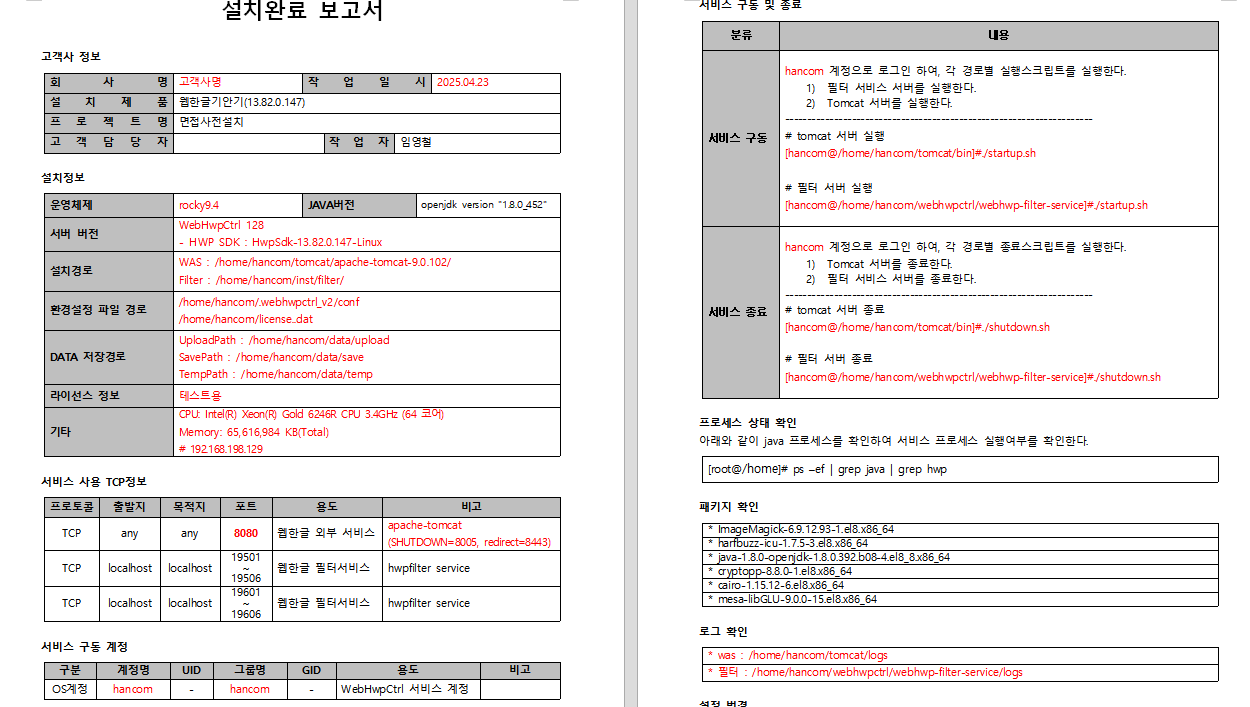 설치완료 보고서
고객사 정보
회 사 명 고객사명 작 업 일 시 2025.04.23
설 치 제 품 웹한글기안기(13.82.0.147)
프 로 젝 트 명 면접사전설치
고 객 담 당 자 작 업 자 임영철
설치정보
운영체제 rocky9.4 JAVA버전 openjdk version "1.8.0_452"
서버 버전 WebHwpCtrl 128
- HWP SDK : HwpSdk-13.82.0.147-Linux
설치경로 WAS : /home/hancom/tomcat/apache-tomcat-9.0.102/
Filter : /home/hancom/inst/filter/
환경설정 파일 경로 /home/hancom/.webhwpctrl_v2/conf
/home/hancom/license.dat
DATA 저장경로 UploadPath : /home/hancom/data/upload
SavePath : /home/hancom/data/save
TempPath : /home/hancom/data/temp
라이선스 정보 테스트용
기타 CPU: Intel(R) Xeon(R) Gold 6246R CPU 3.4GHz (64 코어)
Memory: 65,616,984 KB(Total)
# 192.168.198.129
서비스 사용 TCP정보
프로토콜 출발지 목적지 포트 용도 비고
TCP any any 8080 웹한글 외부 서비스 apache-tomcat
(SHUTDOWN=8005, redirect=8443)
TCP localhost localhost 19501
~
19506 웹한글 필터서비스 hwpfilter service
TCP localhost localhost 19601
~
19606 웹한글 필터서비스 hwpfilter service
서비스 구동 계정
구분 계정명 UID 그룹명 GID 용도 비고
OS계정 hancom - hancom - WebHwpCtrl 서비스 계정
서비스 구동 및 종료
분류 내용
서비스 구동
hancom 계정으로 로그인 하여, 각 경로별 실행스크립트를 실행한다.
1) 필터 서비스 서버를 실행한다.
2) Tomcat 서버를 실행한다.
--------------------------------------------------------------------------
# tomcat 서버 실행
[hancom@/home/hancom/tomcat/bin]#./startup.sh
# 필터 서버 실행
[hancom@/home/hancom/webhwpctrl/webhwp-filter-service]#./startup.sh
서비스 종료
hancom 계정으로 로그인 하여, 각 경로별 종료스크립트를 실행한다.
1) Tomcat 서버를 종료한다.
2) 필터 서비스 서버를 종료한다.
--------------------------------------------------------------------------
# tomcat 서버 종료
[hancom@/home/hancom/tomcat/bin]#./shutdown.sh
# 필터 서버 종료
[hancom@/home/hancom/webhwpctrl/webhwp-filter-service]#./shutdown.sh
프로세스 상태 확인
아래와 같이 java 프로세스를 확인하여 서비스 프로세스 실행여부를 확인한다.
[root@/home]# ps –ef | grep java | grep hwp
패키지 확인
* ImageMagick-6.9.12.93-1.el8.x86_64
* harfbuzz-icu-1.7.5-3.el8.x86_64
* java-1.8.0-openjdk-1.8.0.392.b08-4.el8_8.x86_64
* cryptopp-8.8.0-1.el8.x86_64
* cairo-1.15.12-6.el8.x86_64
* mesa-libGLU-9.0.0-15.el8.x86_64
로그 확인
* was : /home/hancom/tomcat/logs
* 필터 : /home/hancom/webhwpctrl/webhwp-filter-service/logs
설정 변경